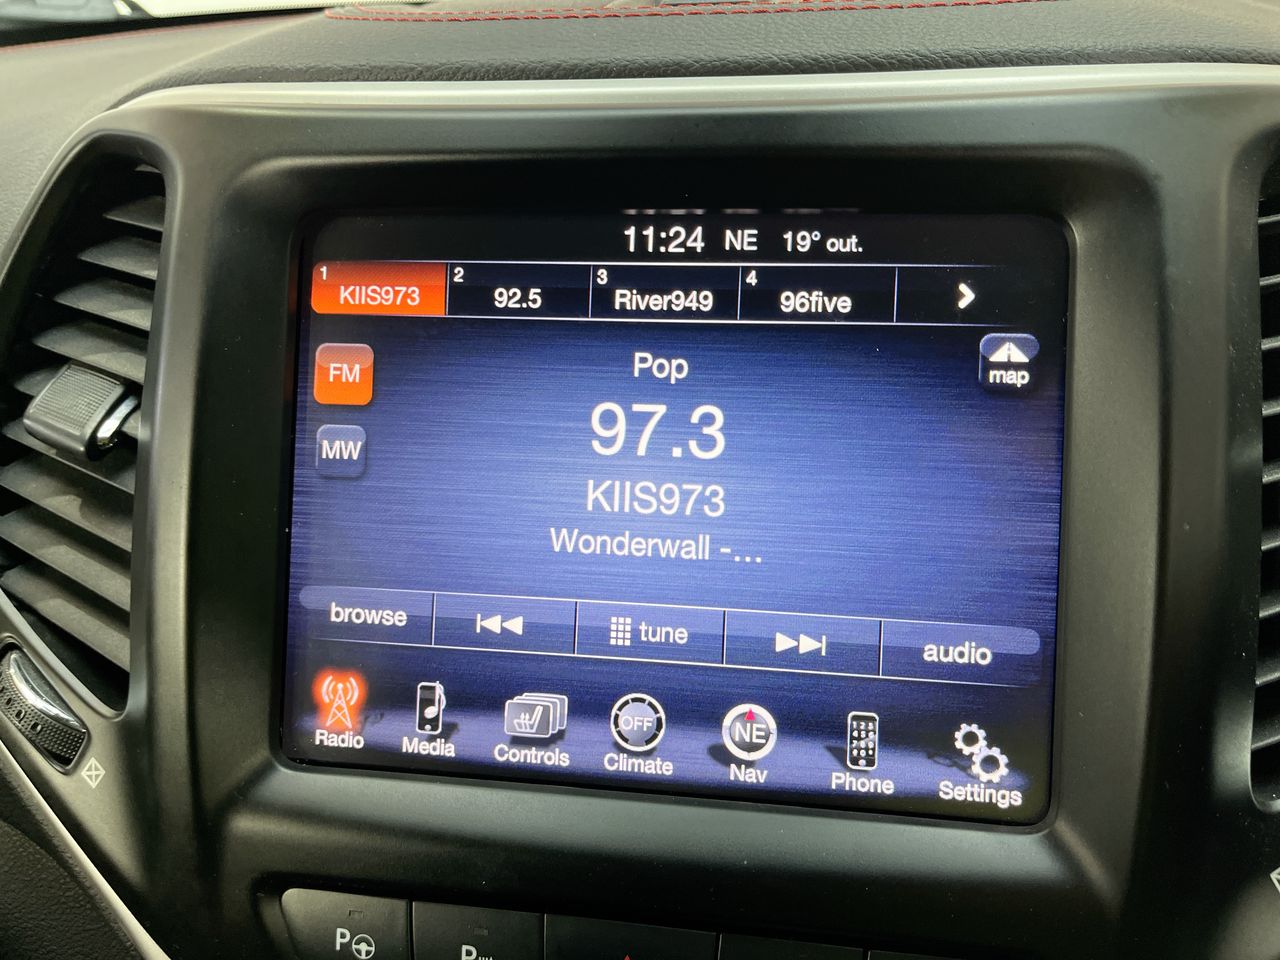 11:24 NE 19° out.
1 KIIS973 2 92.5 3 River949 4 96five
FM
Pop
map
97.3
MW
KIIS973
Wonderwall -...
browse tune audio
OFF NE
Radio Media Controls Climate Nav Phone Settings
P P